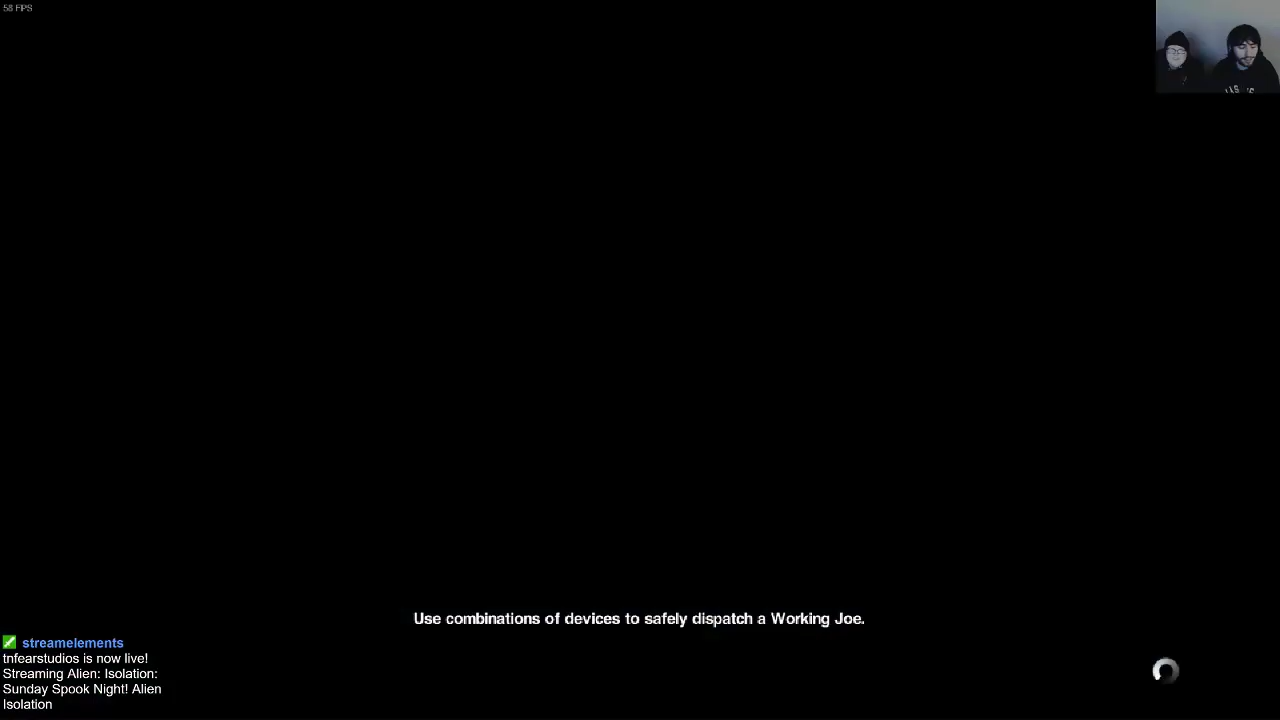 58 FPS
Use combinations of devices to safely dispatch a Working Joe.
streamelements
tnfearstudios is now live!
Streaming Alien: Isolation:
Sunday Spook Night! Alien
Isolation